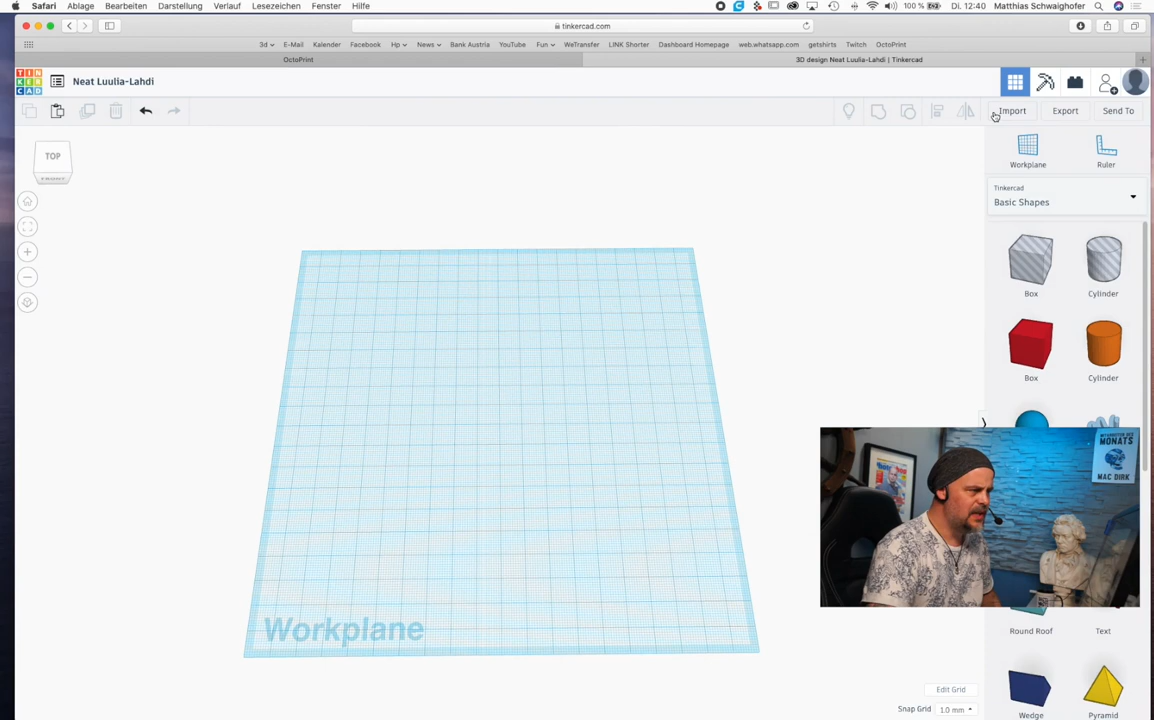 Safari Ablage Bearbeiten Darstellung Verlauf Lesezeichen Fenster Hilfe 100 % Di. 12:40 Matthias Schwaighofer
tinkercad.com
3d E-Mail Kalender Facebook Hp News Bank Austria YouTube Fun WeTransfer LINK Shorter Dashboard Homepage web.whatsapp.com getshirts Twitch OctoPrint
OctoPrint 3D design Neat Luulia-Lahdi | Tinkercad
TIN
KER
CAD
Neat Luulia-Lahdi
Import Export Send To
TOP
FRONT
Workplane Ruler
Tinkercad
Basic Shapes
Box Cylinder
Box Cylinder
MONATS
MAC DIRK
Round Roof Text
Workplane
Edit Grid
Snap Grid 1.0 mm
Wedge Pyramid